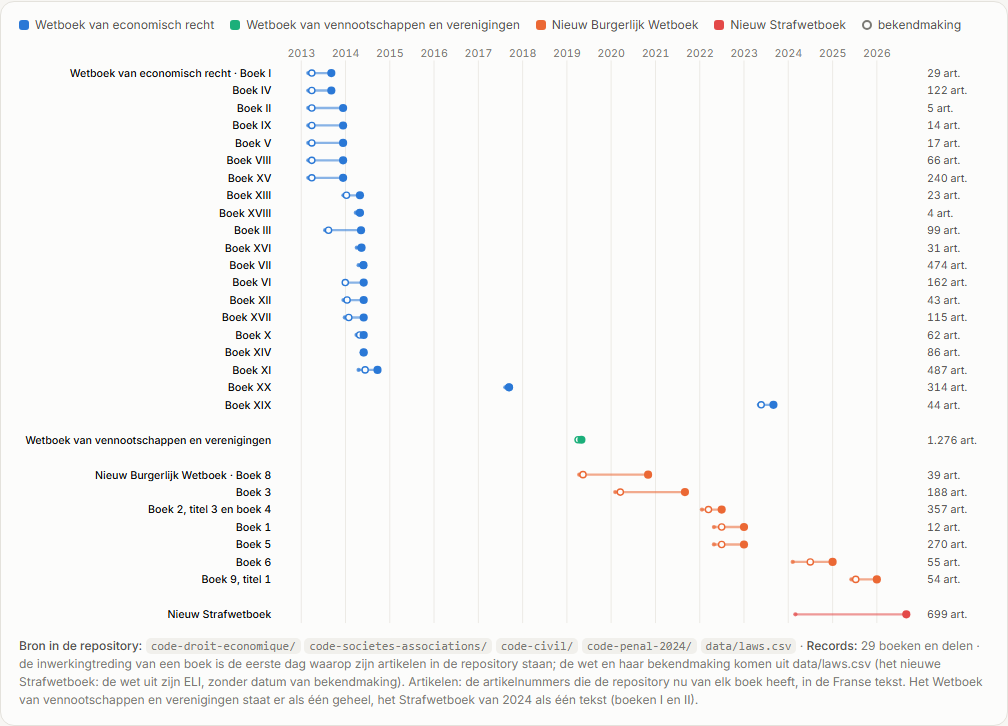 Wetboek van economisch recht Wetboek van vennootschappen en verenigingen Nieuw Burgerlijk Wetboek Nieuw Strafwetboek bekendmaking
2013 2014 2015 2016 2017 2018 2019 2020 2021 2022 2023 2024 2025 2026
Wetboek van economisch recht · Boek I 29 art.
Boek IV 122 art.
Boek II 5 art.
Boek IX 14 art.
Boek V 17 art.
Boek VIII 66 art.
Boek XV 240 art.
Boek XIII 23 art.
Boek XVIII 4 art.
Boek III 99 art.
Boek XVI 31 art.
Boek VII 474 art.
Boek VI 162 art.
Boek XII 43 art.
Boek XVII 115 art.
Boek X 62 art.
Boek XIV 86 art.
Boek XI 487 art.
Boek XX 314 art.
Boek XIX 44 art.
Wetboek van vennootschappen en verenigingen 1.276 art.
Nieuw Burgerlijk Wetboek · Boek 8 39 art.
Boek 3 188 art.
Boek 2, titel 3 en boek 4 357 art.
Boek 1 12 art.
Boek 5 270 art.
Boek 6 55 art.
Boek 9, titel 1 54 art.
Nieuw Strafwetboek 699 art.
Bron in de repository: code-droit-economique/ code-societes-associations/ code-civil/ code-penal-2024/ data/laws.csv · Records: 29 boeken en delen ·
de inwerkingtreding van een boek is de eerste dag waarop zijn artikelen in de repository staan; de wet en haar bekendmaking komen uit data/laws.csv (het nieuwe
Strafwetboek: de wet uit zijn ELI, zonder datum van bekendmaking). Artikelen: de artikelnummers die de repository nu van elk boek heeft, in de Franse tekst. Het Wetboek
van vennootschappen en verenigingen staat er als één geheel, het Strafwetboek van 2024 als één tekst (boeken I en II).